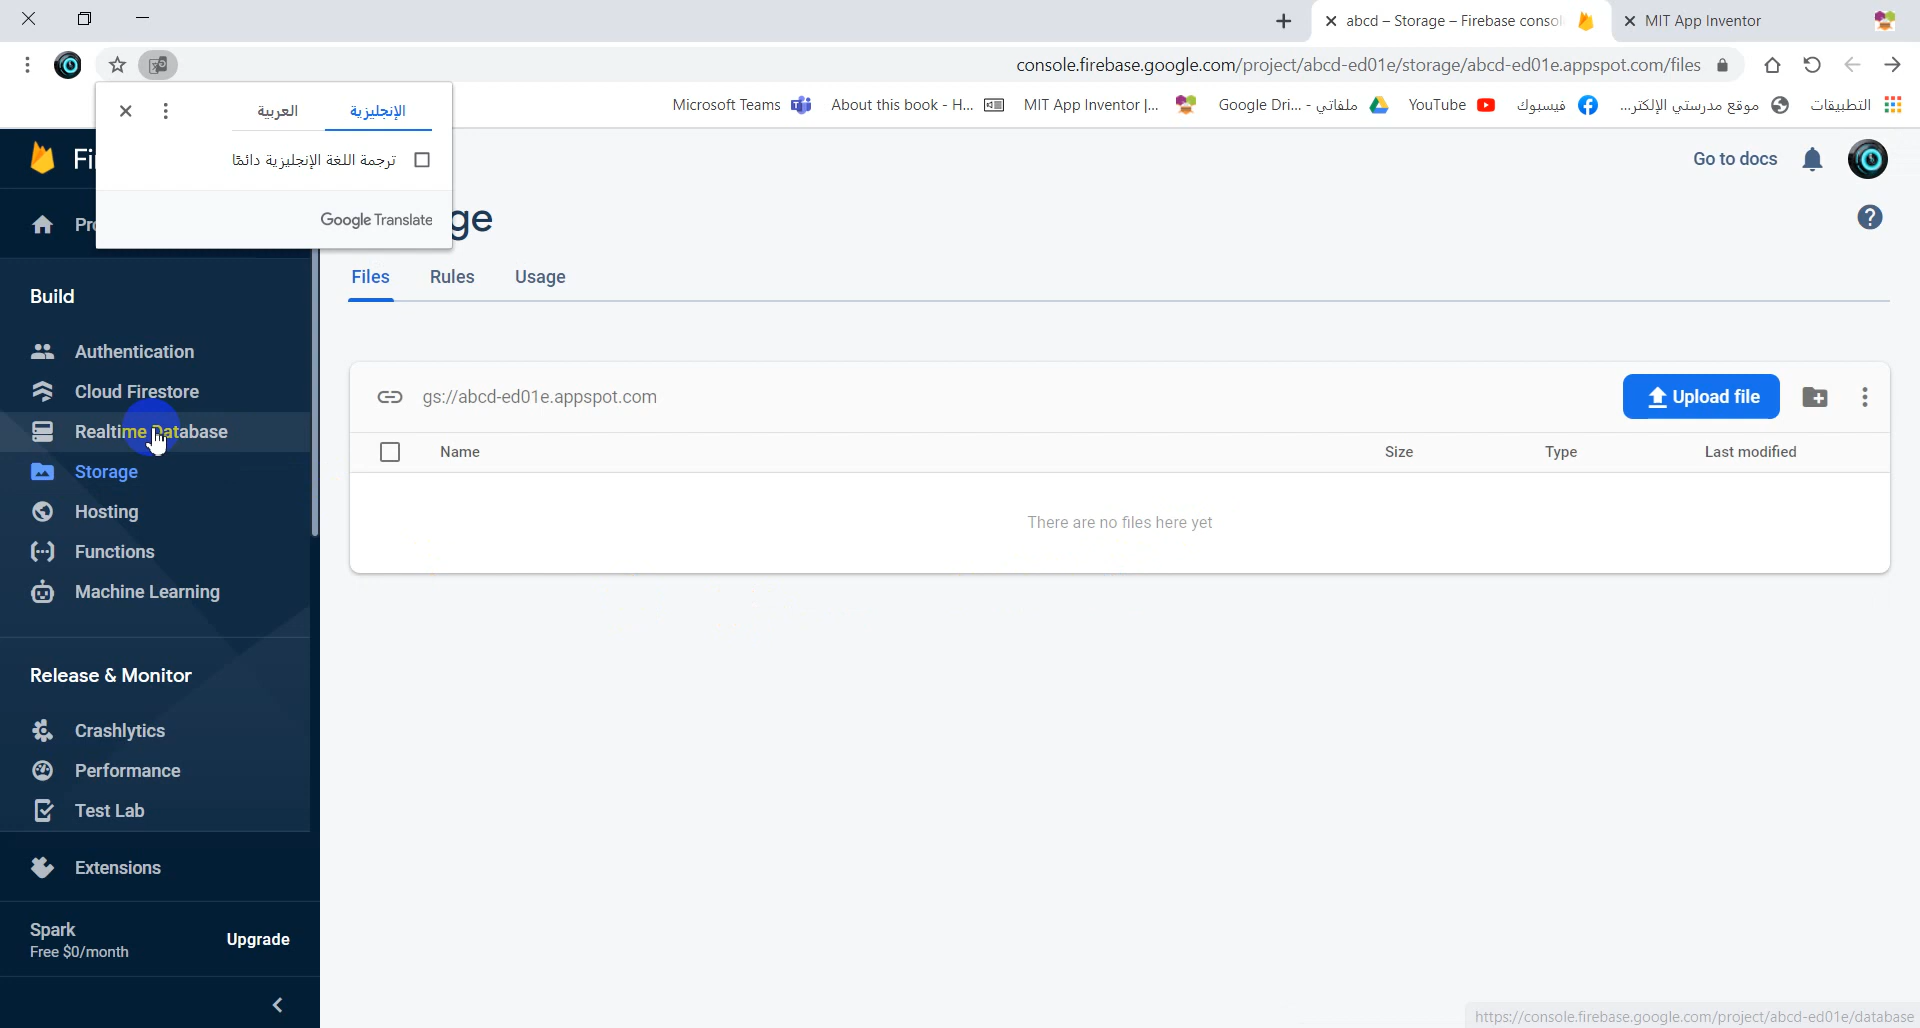 abcd – Storage – Firebase consol
MIT App Inventor
console.firebase.google.com/project/abcd-ed01e/storage/abcd-ed01e.appspot.com/files
التطبيقات
موقع مدرستي الإلكتر...
فيسبوك
YouTube
ملفاتي - Google Dri...
MIT App Inventor |...
About this book - H...
Microsoft Teams
الإنجليزية
العربية
ترجمة اللغة الإنجليزية دائمًا
Google Translate
Fi
Pr
ge
Go to docs
Files
Rules
Usage
Build
Authentication
Cloud Firestore
Realtime Database
Storage
Hosting
Functions
Machine Learning
Release & Monitor
Crashlytics
Performance
Test Lab
Extensions
Spark
Free $0/month
Upgrade
gs://abcd-ed01e.appspot.com
Upload file
Name
Size
Type
Last modified
There are no files here yet
https://console.firebase.google.com/project/abcd-ed01e/database